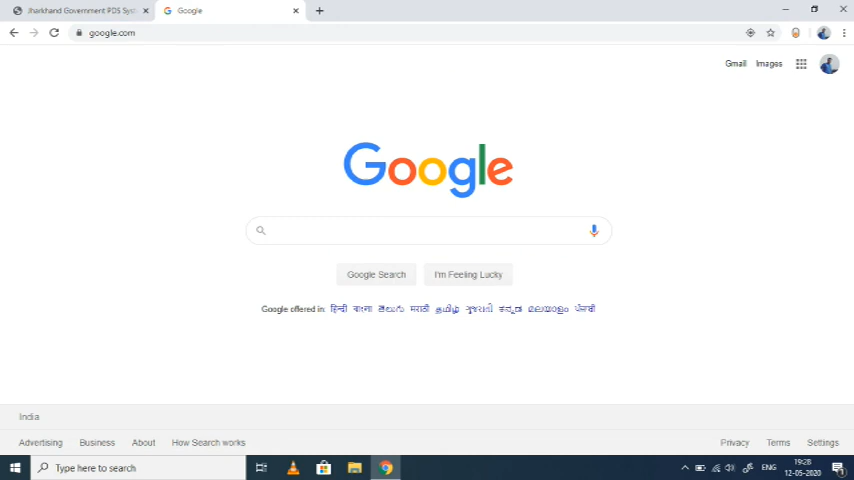 Jharkhand Government PDS Syst
Google
google.com
Gmail Images
Google
Google Search I'm Feeling Lucky
Google offered in: हिन्दी বাংলা తెలుగు मराठी தமிழ் ગુજરાતી ಕನ್ನಡ മലയാളം ਪੰਜਾਬੀ
India
Advertising Business About How Search works Privacy Terms Settings
Type here to search
ENG
19:28
12-05-2020
1